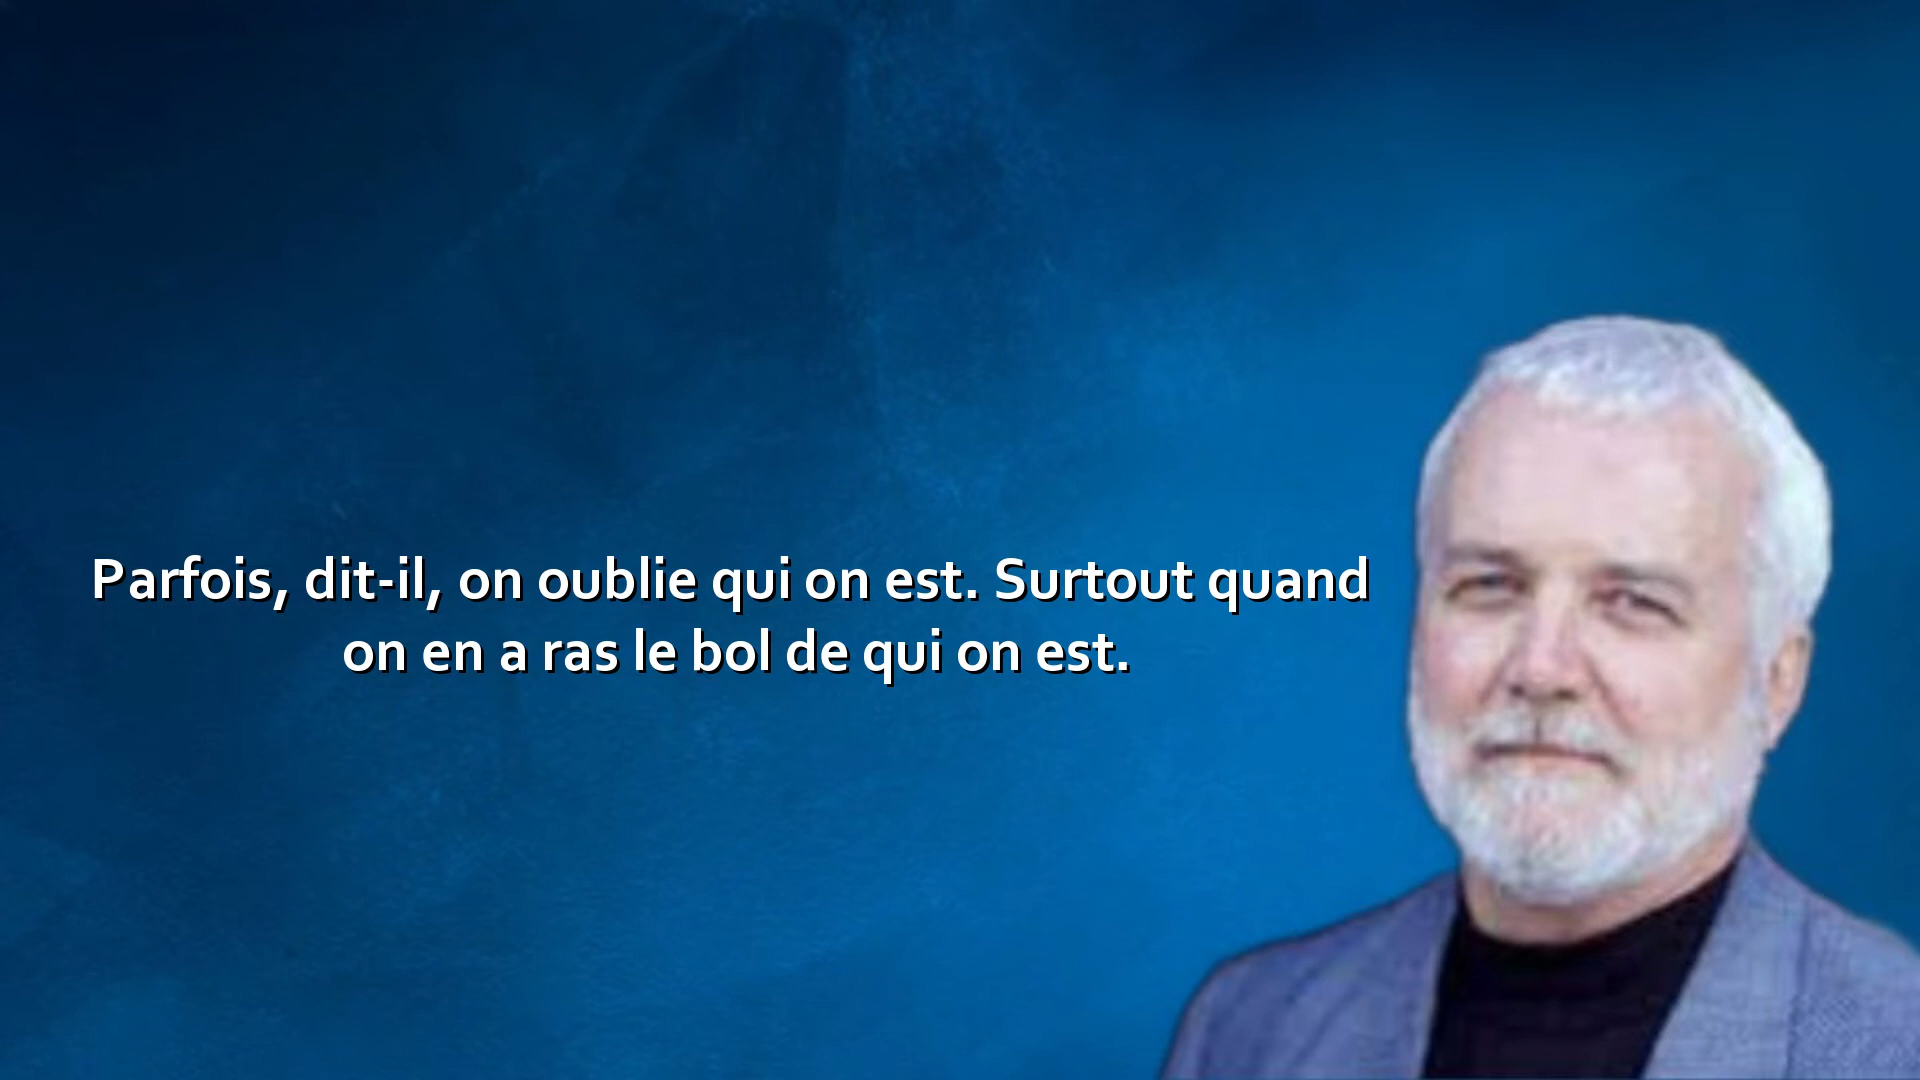 Parfois, dit-il, on oublie qui on est. Surtout quand
on en a ras le bol de qui on est.